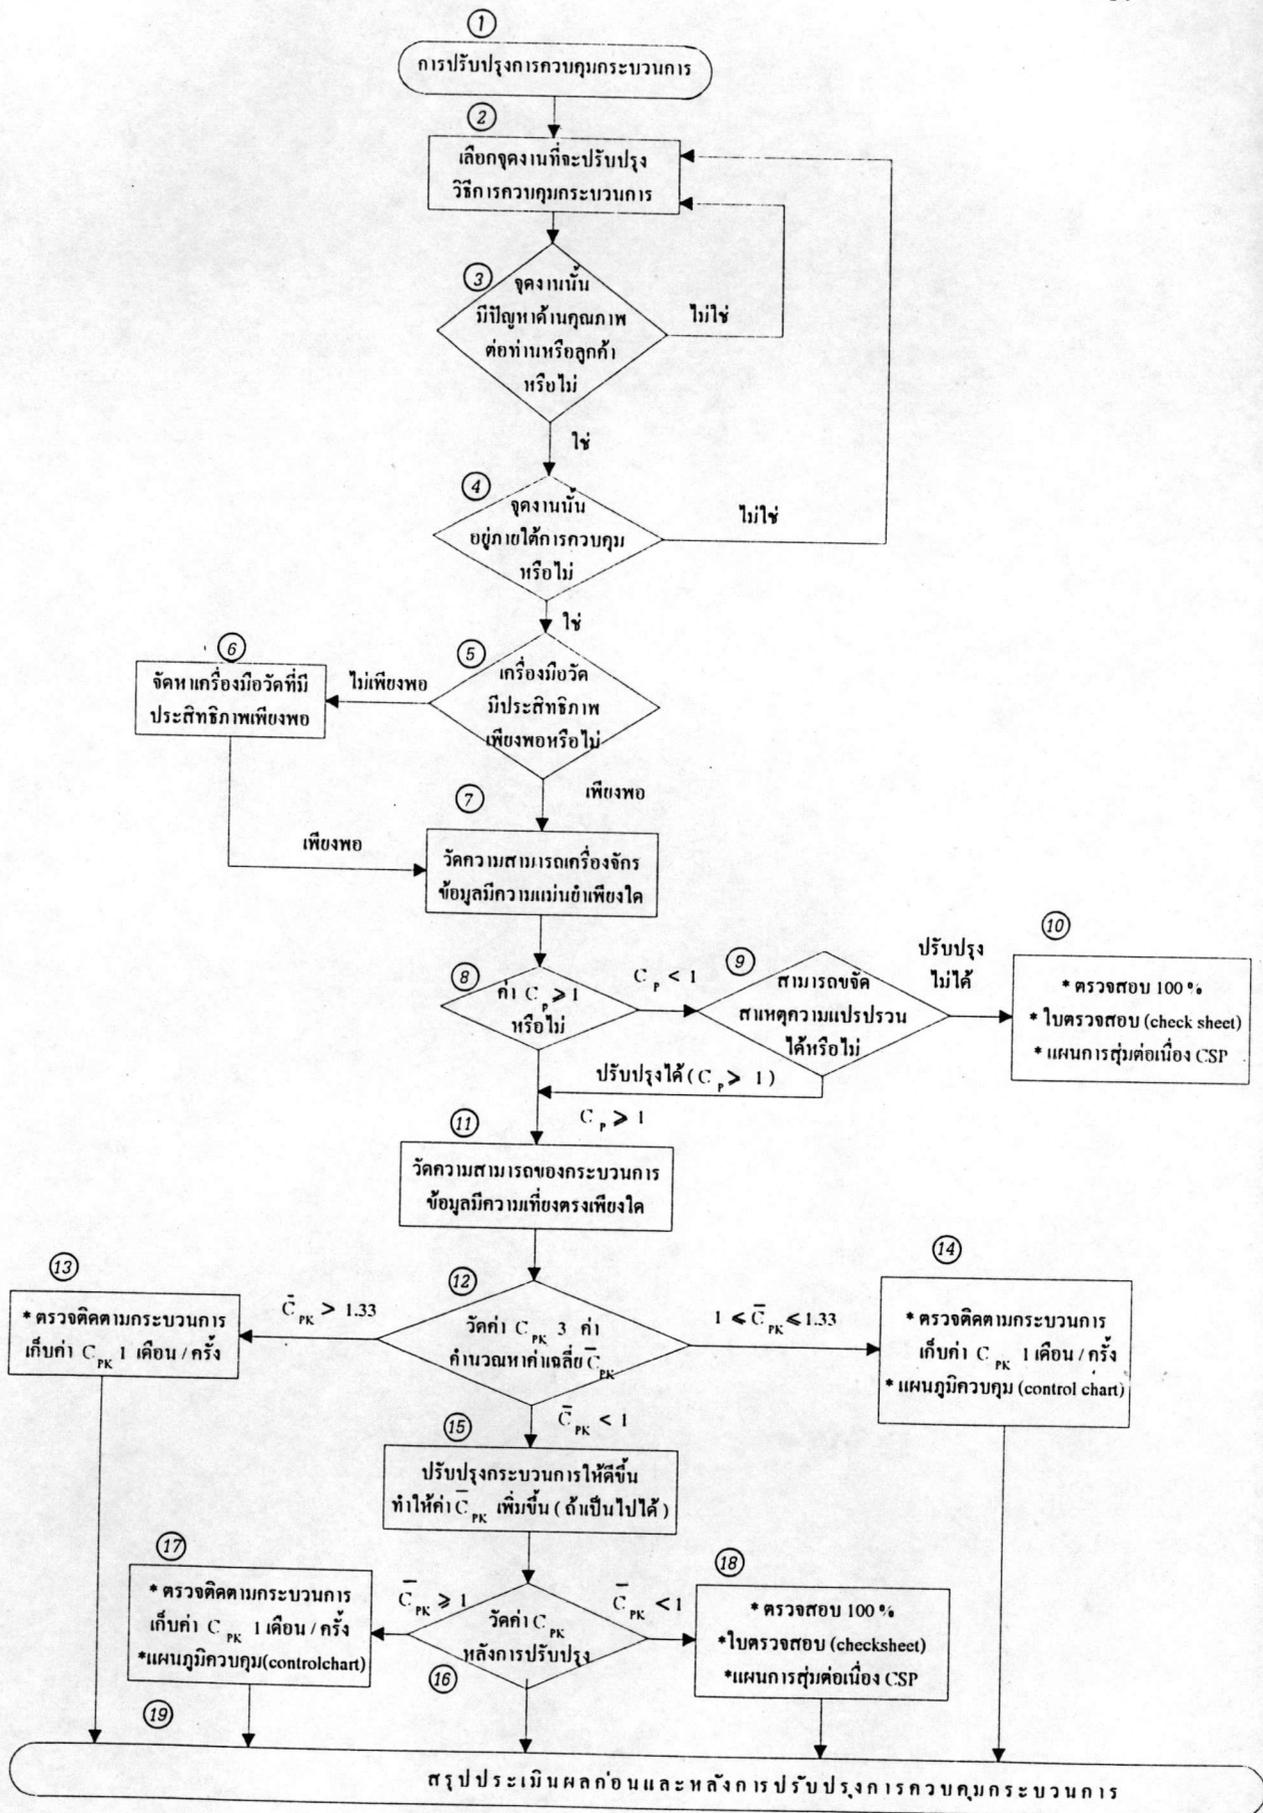 1
การปรับปรุงการควบคุมกระบวนการ
2
เลือกจุดงานที่จะปรับปรุง
วิธีการควบคุมกระบวนการ
3
จุดงานนั้น
มีปัญหาด้านคุณภาพ
ต่อท่านหรือลูกค้า
หรือไม่
ไม่ใช่
ใช่
4
จุดงานนั้น
อยู่ภายใต้การควบคุม
หรือไม่
ไม่ใช่
ใช่
5
เครื่องมือวัด
มีประสิทธิภาพ
เพียงพอหรือไม่
ไม่เพียงพอ
6
จัดหาเครื่องมือวัดที่มี
ประสิทธิภาพเพียงพอ
เพียงพอ
เพียงพอ
7
วัดความสามารถเครื่องจักร
ข้อมูลมีความแม่นยำเพียงใด
8
ค่า C_P ≥ 1
หรือไม่
C_P < 1
9
สามารถขจัด
สาเหตุความแปรปรวน
ได้หรือไม่
ปรับปรุง
ไม่ได้
10
* ตรวจสอบ 100 %
* ใบตรวจสอบ (check sheet)
* แผนการสุ่มต่อเนื่อง CSP
ปรับปรุงได้ ( C_P ≥ 1 )
C_P ≥ 1
11
วัดความสามารถของกระบวนการ
ข้อมูลมีความเที่ยงตรงเพียงใด
12
วัดค่า C_PK 3 ค่า
คำนวณหาค่าเฉลี่ย C̄_PK
C̄_PK > 1.33
13
* ตรวจติดตามกระบวนการ
เก็บค่า C_PK 1 เดือน / ครั้ง
1 ≤ C̄_PK ≤ 1.33
14
* ตรวจติดตามกระบวนการ
เก็บค่า C_PK 1 เดือน / ครั้ง
* แผนภูมิควบคุม (control chart)
C̄_PK < 1
15
ปรับปรุงกระบวนการให้ดีขึ้น
ทำให้ค่า C̄_PK เพิ่มขึ้น ( ถ้าเป็นไปได้ )
16
วัดค่า C_PK
หลังการปรับปรุง
C̄_PK ≥ 1
17
* ตรวจติดตามกระบวนการ
เก็บค่า C_PK 1 เดือน / ครั้ง
*แผนภูมิควบคุม(controlchart)
C̄_PK < 1
18
* ตรวจสอบ 100 %
*ใบตรวจสอบ (checksheet)
*แผนการสุ่มต่อเนื่อง CSP
19
สรุปประเมินผลก่อนและหลังการปรับปรุงการควบคุมกระบวนการ